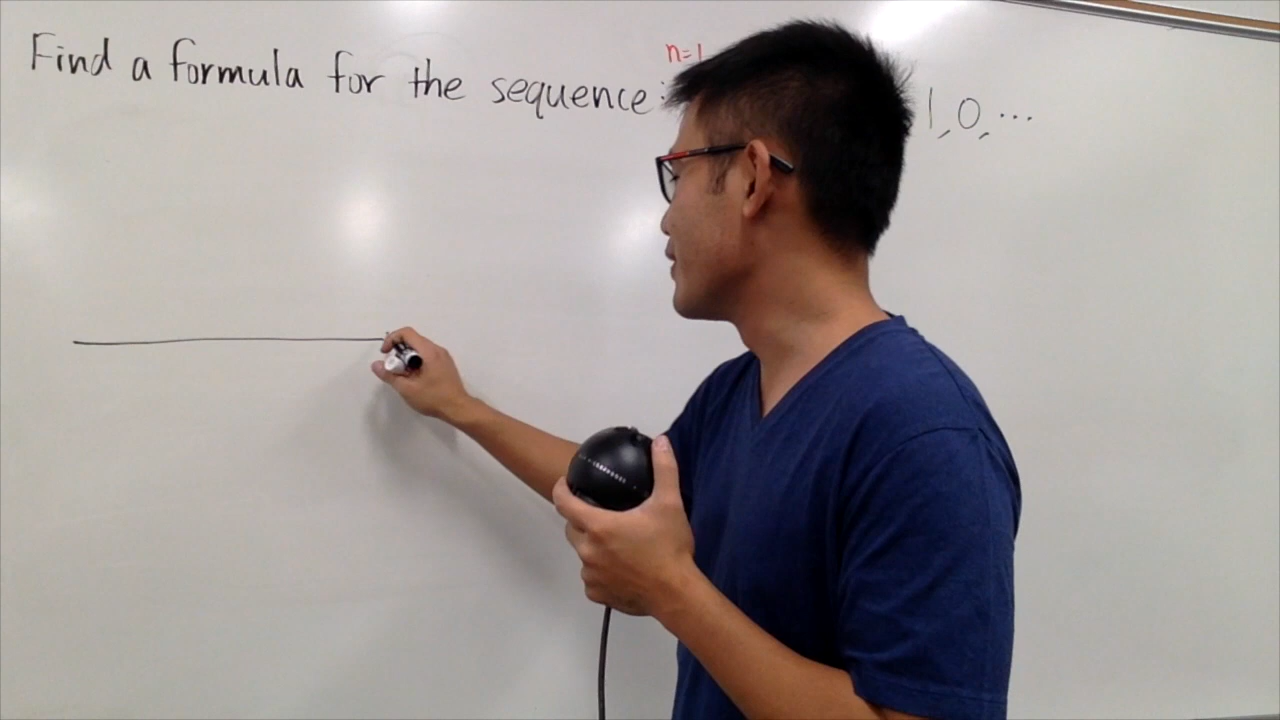 n=1
Find a formula for the sequence: 1, 0, ...